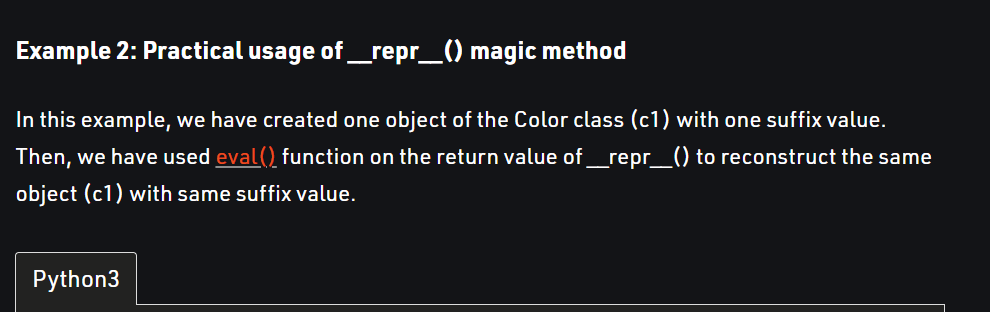 Example 2: Practical usage of __repr__() magic method
In this example, we have created one object of the Color class (c1) with one suffix value.
Then, we have used eval() function on the return value of __repr__() to reconstruct the same
object (c1) with same suffix value.
Python3